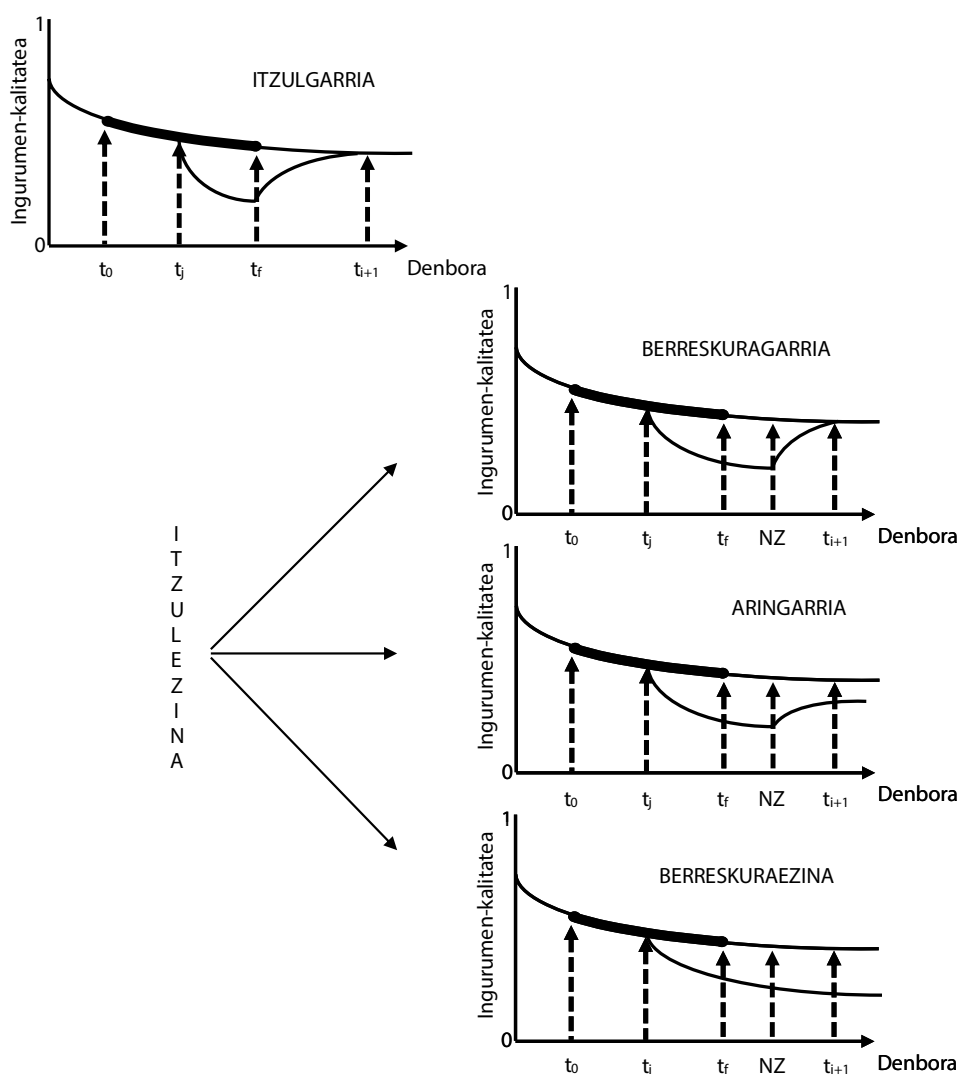 1
ITZULGARRIA
Ingurumen-kalitatea
0
t0 tj tf ti+1 Denbora
1
BERRESKURAGARRIA
Ingurumen-kalitatea
0
t0 tj tf NZ ti+1 Denbora
I
T
Z
U
L
E
Z
I
N
A
1
ARINGARRIA
Ingurumen-kalitatea
0
t0 tj tf NZ ti+1 Denbora
1
BERRESKURAEZINA
Ingurumen-kalitatea
0
t0 tj tf NZ ti+1 Denbora